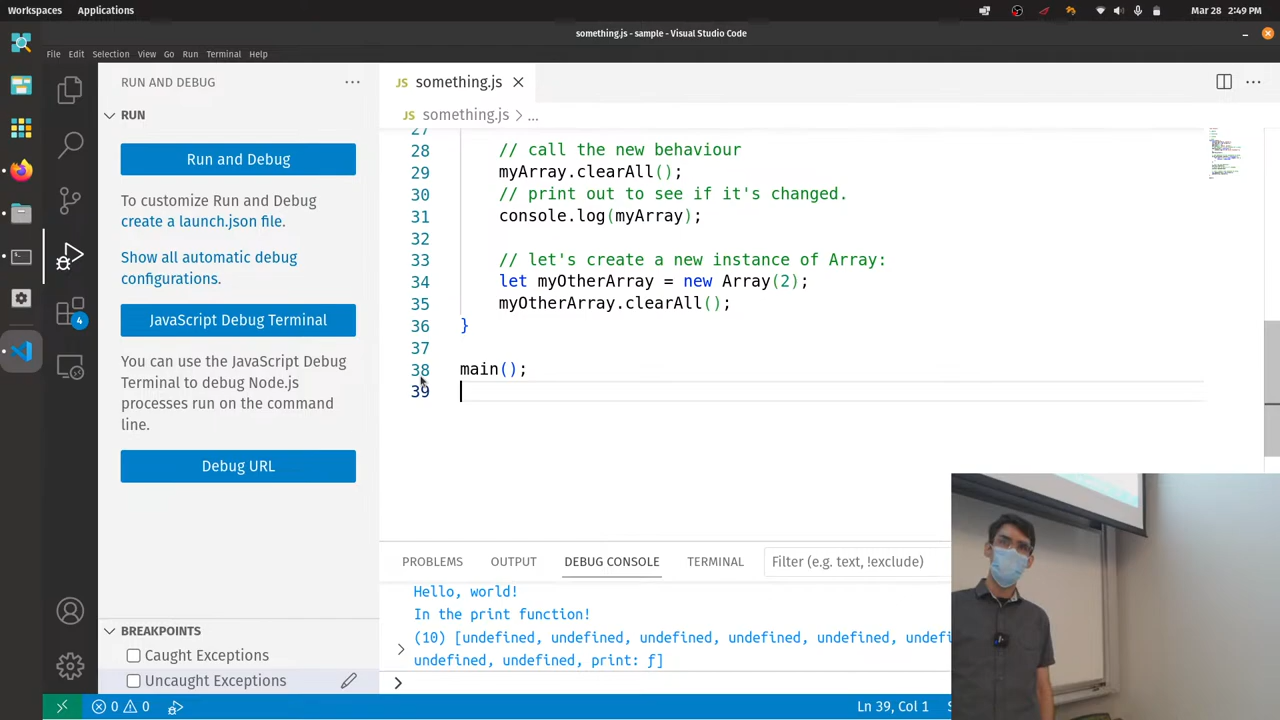 Workspaces Applications Mar 28 2:49 PM
something.js - sample - Visual Studio Code
File Edit Selection View Go Run Terminal Help
RUN AND DEBUG
RUN
Run and Debug
To customize Run and Debug
create a launch.json file.
Show all automatic debug
configurations.
JavaScript Debug Terminal
You can use the JavaScript Debug
Terminal to debug Node.js
processes run on the command
line.
Debug URL
BREAKPOINTS
Caught Exceptions
Uncaught Exceptions
4
JS something.js
JS something.js > ...
27
28 // call the new behaviour
29 myArray.clearAll();
30 // print out to see if it's changed.
31 console.log(myArray);
32
33 // let's create a new instance of Array:
34 let myOtherArray = new Array(2);
35 myOtherArray.clearAll();
36 }
37
38 main();
39
PROBLEMS OUTPUT DEBUG CONSOLE TERMINAL Filter (e.g. text, !exclude)
Hello, world!
In the print function!
(10) [undefined, undefined, undefined, undefined, undefined, undefi
undefined, undefined, print: ƒ]
0 0 Ln 39, Col 1